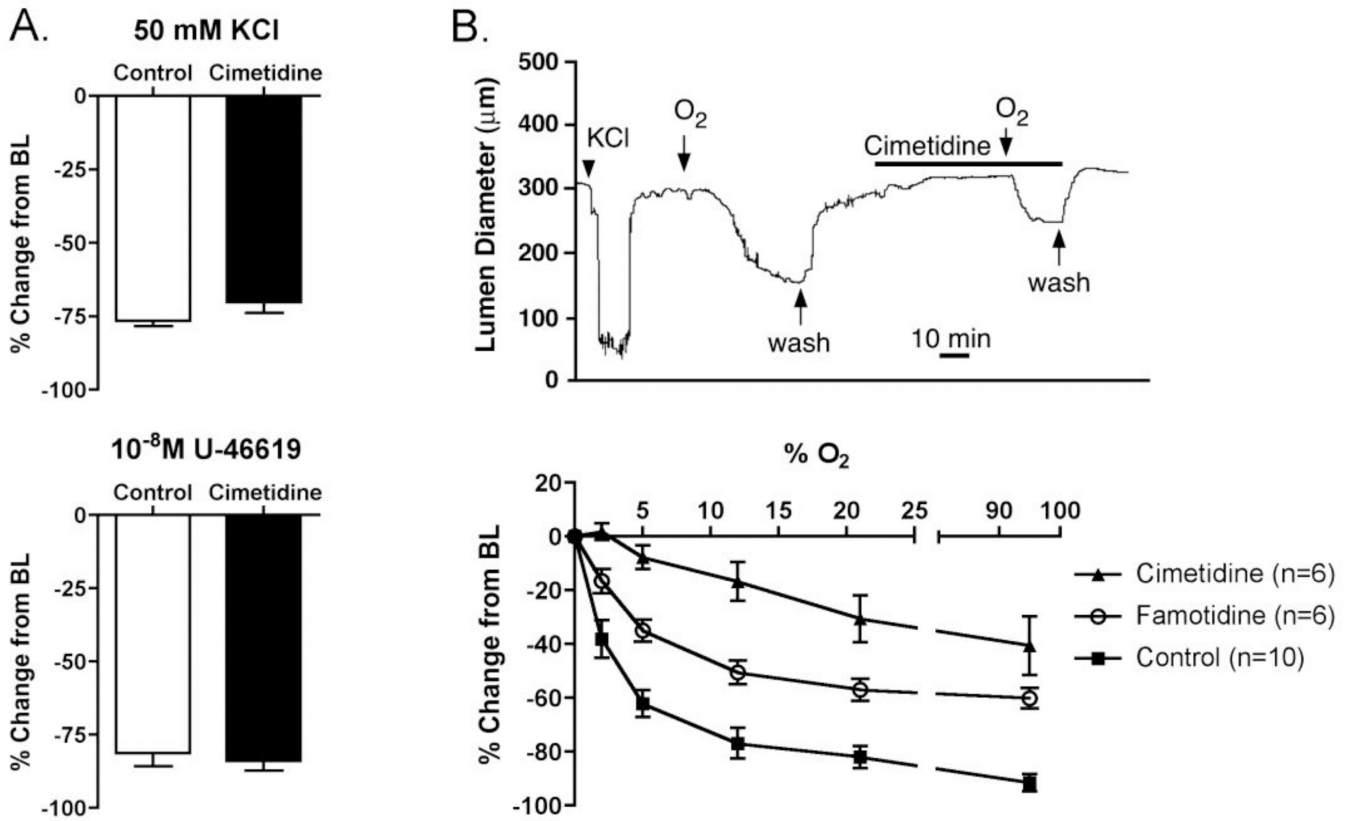 A.
50 mM KCl
Control Cimetidine
0
-25
-50
-75
-100
% Change from BL
10⁻⁸M U-46619
Control Cimetidine
0
-25
-50
-75
-100
% Change from BL
B.
500
400
300
200
100
0
Lumen Diameter (μm)
KCl
O₂
wash
Cimetidine
O₂
wash
10 min
% O₂
20
0
-20
-40
-60
-80
-100
% Change from BL
5 10 15 20 25 90 100
Cimetidine (n=6)
Famotidine (n=6)
Control (n=10)